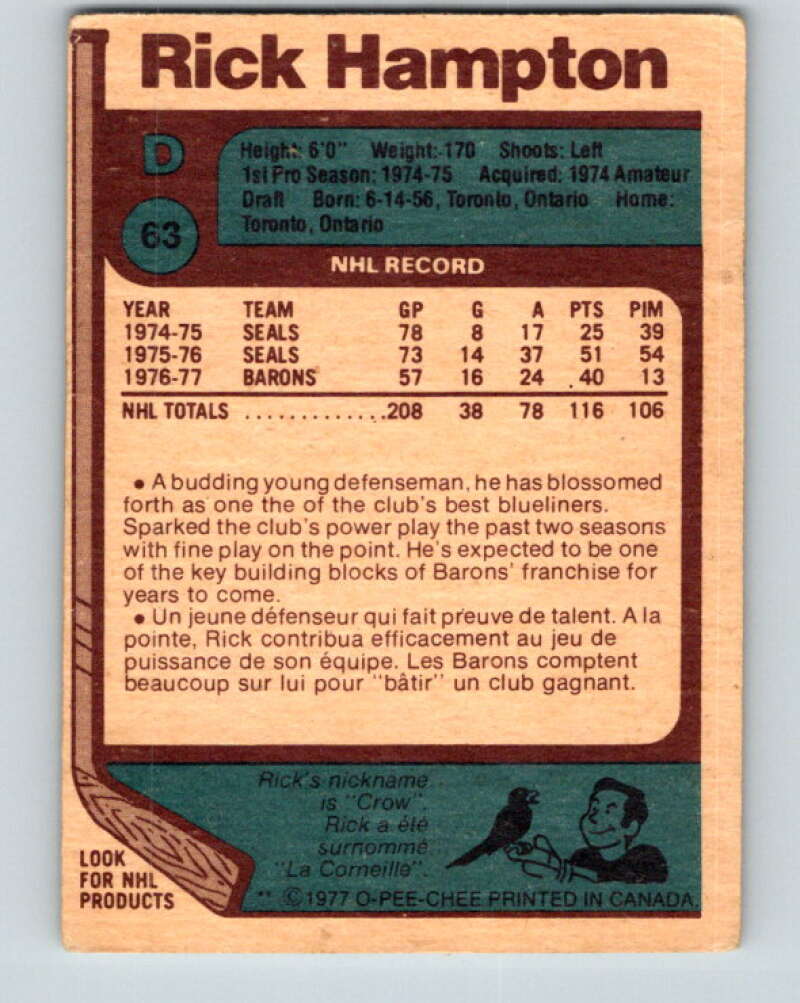 Rick Hampton
D
63
Height: 6'0" Weight: 170 Shoots: Left
1st Pro Season: 1974-75 Acquired: 1974 Amateur
Draft Born: 6-14-56, Toronto, Ontario Home:
Toronto, Ontario
NHL RECORD
YEAR TEAM GP G A PTS PIM
1974-75 SEALS 78 8 17 25 39
1975-76 SEALS 73 14 37 51 54
1976-77 BARONS 57 16 24 40 13
NHL TOTALS .............208 38 78 116 106
● A budding young defenseman, he has blossomed
forth as one the of the club's best blueliners.
Sparked the club's power play the past two seasons
with fine play on the point. He's expected to be one
of the key building blocks of Barons' franchise for
years to come.
● Un jeune défenseur qui fait preuve de talent. A la
pointe, Rick contribua efficacement au jeu de
puissance de son équipe. Les Barons comptent
beaucoup sur lui pour "bâtir" un club gagnant.
Rick's nickname
is "Crow".
Rick a été
surnommé
"La Corneille".
LOOK
FOR NHL
PRODUCTS
** ©1977 O-PEE-CHEE PRINTED IN CANADA.